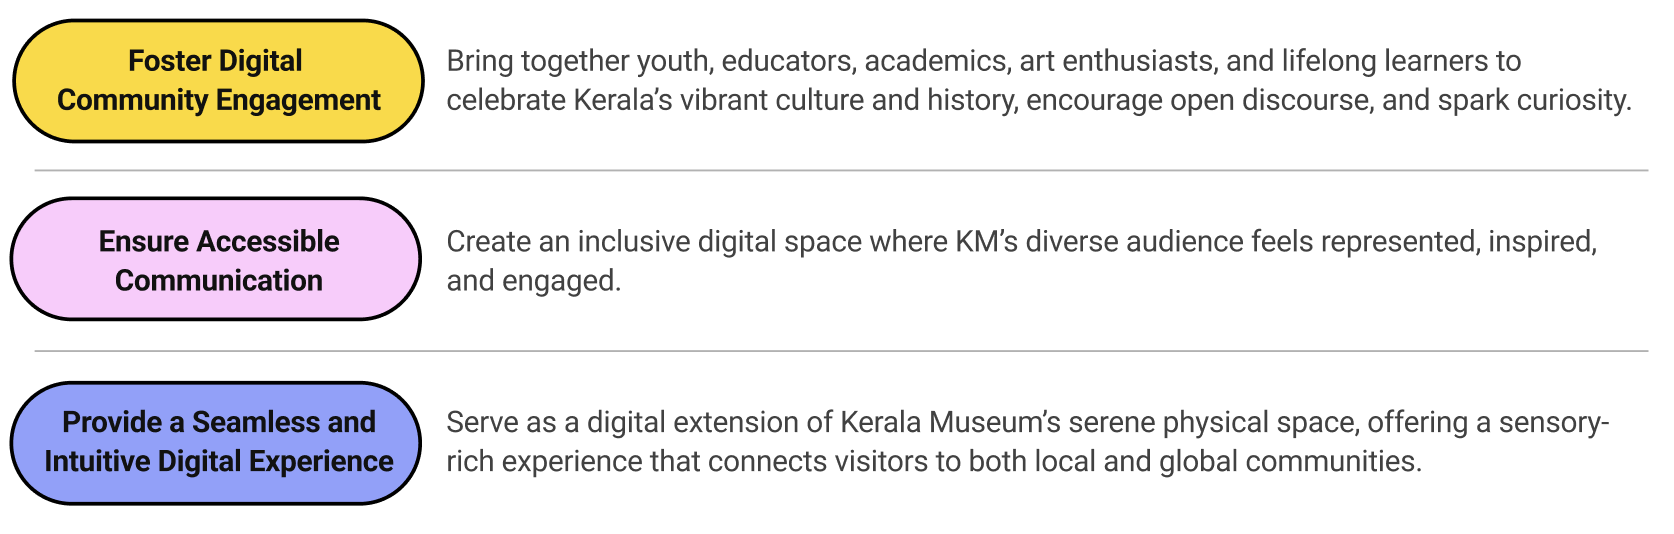 Foster Digital
Community Engagement
Bring together youth, educators, academics, art enthusiasts, and lifelong learners to
celebrate Kerala’s vibrant culture and history, encourage open discourse, and spark curiosity.
Ensure Accessible
Communication
Create an inclusive digital space where KM’s diverse audience feels represented, inspired,
and engaged.
Provide a Seamless and
Intuitive Digital Experience
Serve as a digital extension of Kerala Museum’s serene physical space, offering a sensory-
rich experience that connects visitors to both local and global communities.